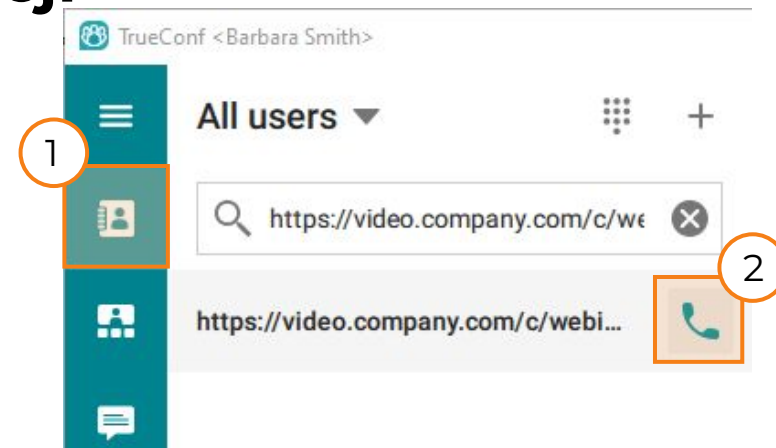 TrueConf <Barbara Smith>
All users
1
https://video.company.com/c/we
2
https://video.company.com/c/webi...